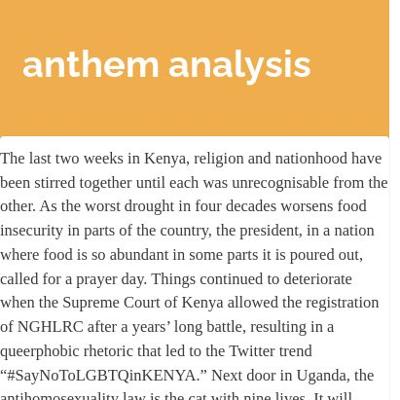 anthem analysis
The last two weeks in Kenya, religion and nationhood have
been stirred together until each was unrecognisable from the
other. As the worst drought in four decades worsens food
insecurity in parts of the country, the president, in a nation
where food is so abundant in some parts it is poured out,
called for a prayer day. Things continued to deteriorate
when the Supreme Court of Kenya allowed the registration
of NGHLRC after a years’ long battle, resulting in a
queerphobic rhetoric that led to the Twitter trend
“#SayNoToLGBTQinKENYA.” Next door in Uganda, the
antihomosexuality law is the cat with nine lives. It will